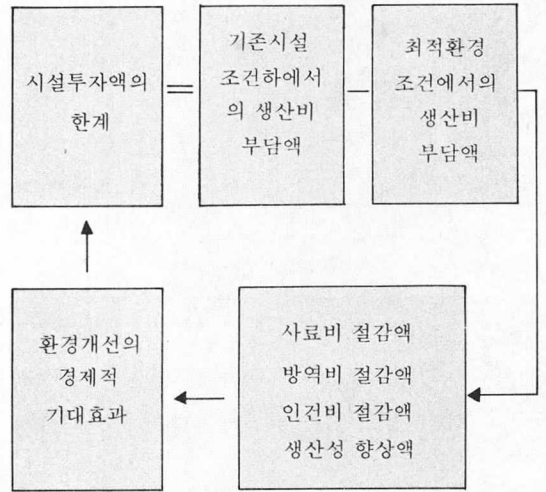 시설투자액의
한계
=
기존시설
조건하에서
의 생산비
부담액
−
최적환경
조건에서의
생산비
부담액
사료비 절감액
방역비 절감액
인건비 절감액
생산성 향상액
환경개선의
경제적
기대효과